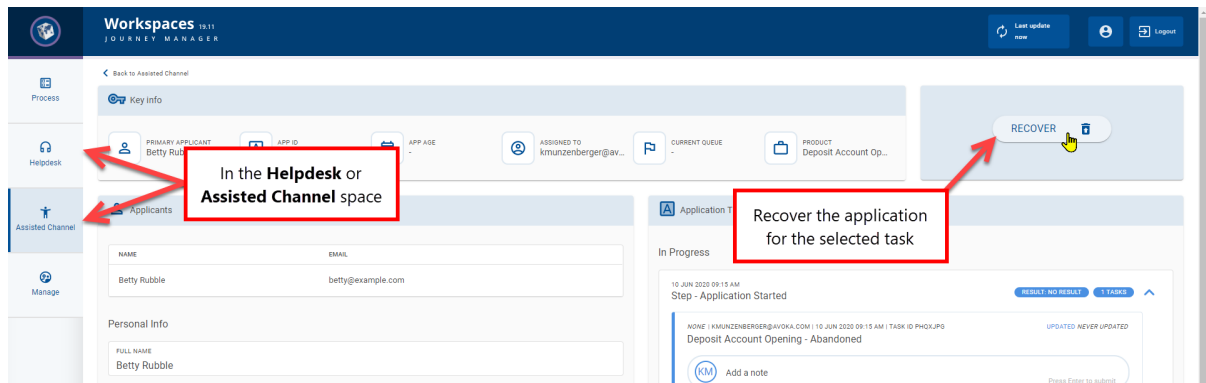 Workspaces 19.11
JOURNEY MANAGER
Last update
now
Logout
Process
Helpdesk
Assisted Channel
Manage
Back to Assisted Channel
Key info
PRIMARY APPLICANT
Betty Rub
APP ID
APP AGE
-
ASSIGNED TO
kmunzenberger@av...
CURRENT QUEUE
-
PRODUCT
Deposit Account Op...
RECOVER
In the Helpdesk or
Assisted Channel space
Recover the application
for the selected task
Applicants
NAME EMAIL
Betty Rubble betty@example.com
Personal Info
FULL NAME
Betty Rubble
Application T
In Progress
10 JUN 2020 09:15 AM
Step - Application Started
RESULT: NO RESULT 1 TASKS
NONE | KMUNZENBERGER@AVOKA.COM | 10 JUN 2020 09:15 AM | TASK ID PHQXJPG
UPDATED NEVER UPDATED
Deposit Account Opening - Abandoned
KM Add a note
Press Enter to submit